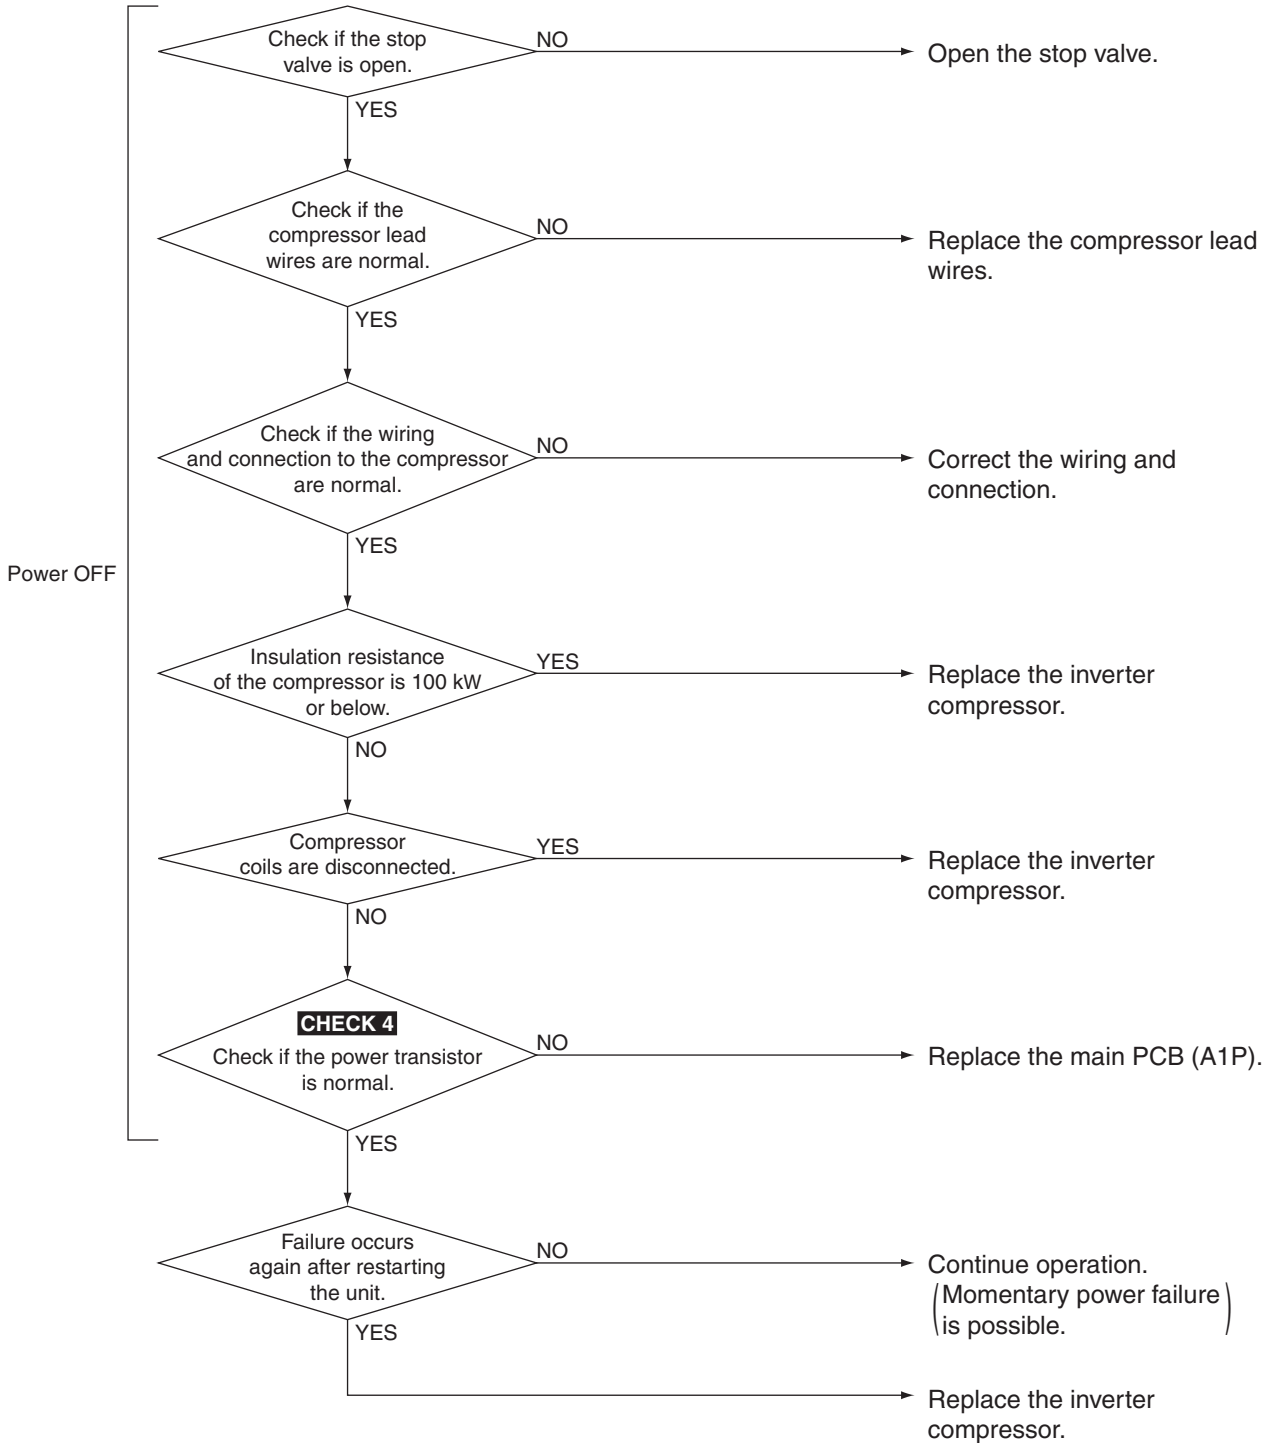 Check if the stop
valve is open.
NO
Open the stop valve.
YES
Check if the
compressor lead
wires are normal.
NO
Replace the compressor lead
wires.
YES
Check if the wiring
and connection to the compressor
are normal.
NO
Correct the wiring and
connection.
YES
Power OFF
Insulation resistance
of the compressor is 100 kW
or below.
YES
Replace the inverter
compressor.
NO
Compressor
coils are disconnected.
YES
Replace the inverter
compressor.
NO
CHECK 4
Check if the power transistor
is normal.
NO
Replace the main PCB (A1P).
YES
Failure occurs
again after restarting
the unit.
NO
Continue operation.
(Momentary power failure
is possible.)
YES
Replace the inverter
compressor.